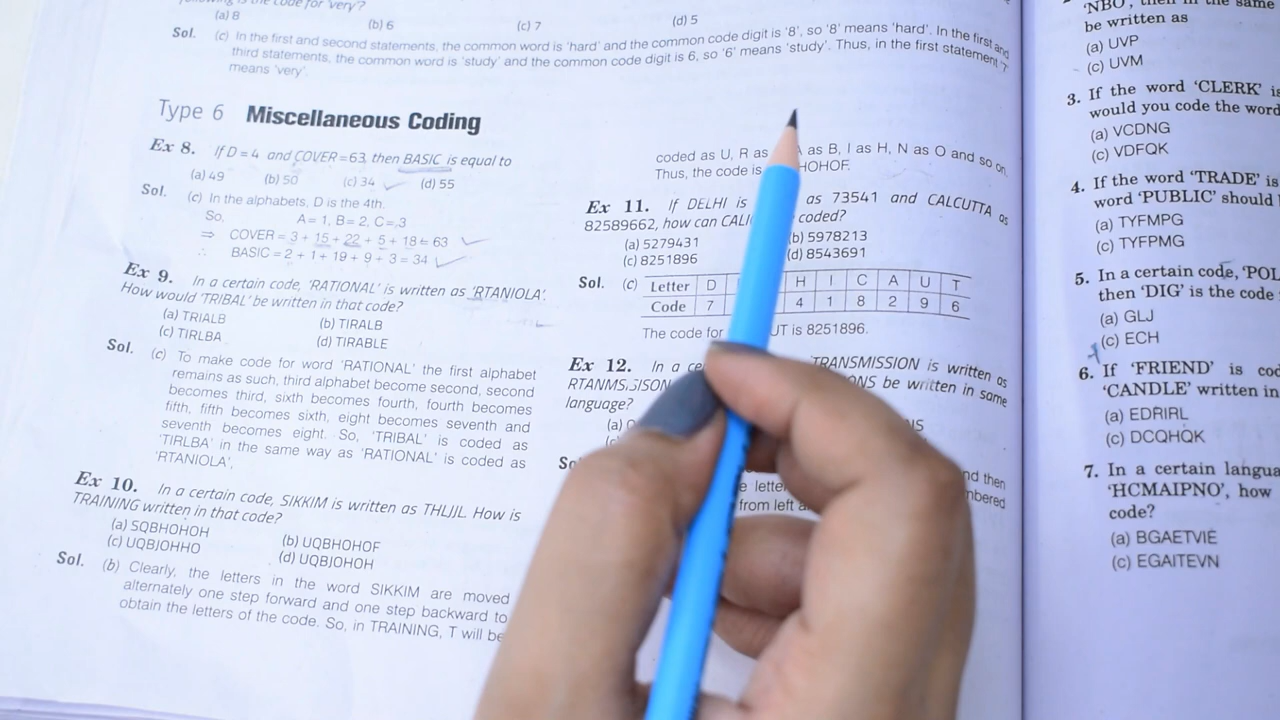 the code for 'very'?
(a) 8 (b) 6 (c) 7 (d) 5
Sol. (c) In the first and second statements, the common word is 'hard' and the common code digit is '8', so '8' means 'hard'. In the first and
third statements, the common word is 'study' and the common code digit is 6, so '6' means 'study'. Thus, in the first statement '7'
means 'very'.
Type 6 Miscellaneous Coding
Ex 8. If D = 4 and COVER = 63, then BASIC is equal to
(a) 49 (b) 50 (c) 34 (d) 55
Sol. (c) In the alphabets, D is the 4th.
So, A = 1, B = 2, C = 3
⇒ COVER = 3 + 15 + 22 + 5 + 18 = 63
∴ BASIC = 2 + 1 + 19 + 9 + 3 = 34
Ex 9. In a certain code, 'RATIONAL' is written as 'RTANIOLA'.
How would 'TRIBAL' be written in that code?
(a) TRIALB (b) TIRALB
(c) TIRLBA (d) TIRABLE
Sol. (c) To make code for word 'RATIONAL' the first alphabet
remains as such, third alphabet become second, second
becomes third, sixth becomes fourth, fourth becomes
fifth, fifth becomes sixth, eight becomes seventh and
seventh becomes eight. So, 'TRIBAL' is coded as
'TIRLBA' in the same way as 'RATIONAL' is coded as
'RTANIOLA',
Ex 10. In a certain code, SIKKIM is written as THLJJL. How is
TRAINING written in that code?
(a) SQBHOHOH (b) UQBHOHOF
(c) UQBJOHHO (d) UQBJOHOH
Sol. (b) Clearly, the letters in the word SIKKIM are moved
alternately one step forward and one step backward to
obtain the letters of the code. So, in TRAINING, T will be
coded as U, R as as B, I as H, N as O and so on.
Thus, the code is HOHOF.
Ex 11. If DELHI is as 73541 and CALCUTTA as
82589662, how can coded?
(a) 5279431 (b) 5978213
(c) 8251896 (d) 8543691
Sol. (c) Letter D H I C A U T
Code 7 4 1 8 2 9 6
The code for is 8251896.
Ex 12. In a TRANSMISSION is written as
RTANMS be written in same
language?
(a)
and then
from left
'NBO', then in the same
be written as
(a) UVP
(c) UVM
3. If the word 'CLERK' is
would you code the word
(a) VCDNG
(c) VDFQK
4. If the word 'TRADE' is
word 'PUBLIC' should
(a) TYFMPG
(c) TYFPMG
5. In a certain code, 'POL
then 'DIG' is the code
(a) GLJ
(c) ECH
6. If 'FRIEND' is cod
'CANDLE' written in
(a) EDRIRL
(c) DCQHQK
7. In a certain langua
'HCMAIPNO', how
code?
(a) BGAETVIE
(c) EGAITEVN